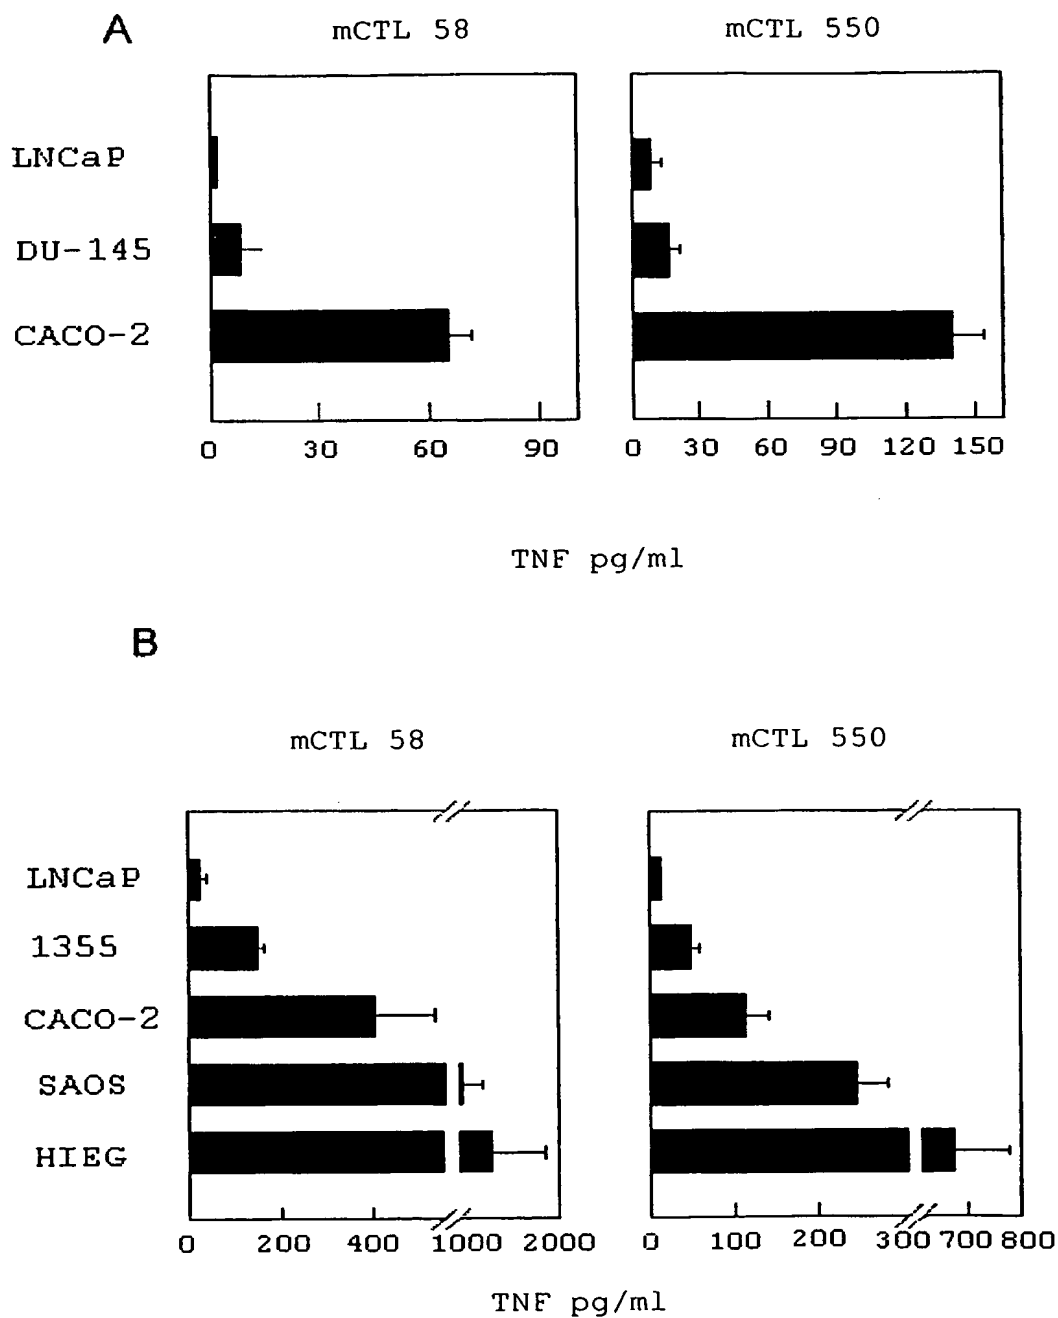 A
mCTL 58
mCTL 550
LNCaP
DU-145
CACO-2
0 30 60 90
0 30 60 90 120 150
TNF pg/ml
B
mCTL 58
mCTL 550
LNCaP
1355
CACO-2
SAOS
HIEG
0 200 400 1000 2000
0 100 200 300 700 800
TNF pg/ml